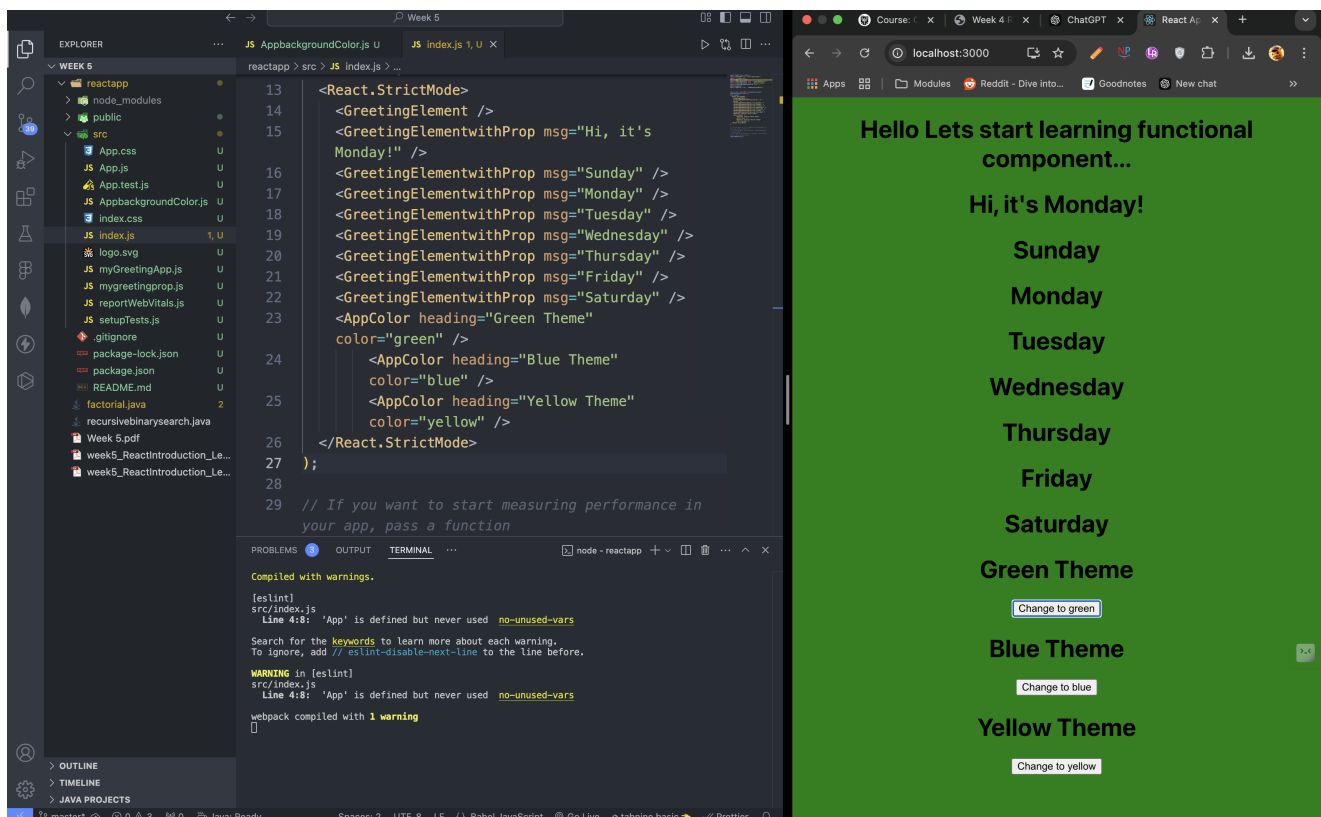 Week 5
EXPLORER
WEEK 5
reactapp
node_modules
public
src
App.css U
App.js U
App.test.js U
AppbackgroundColor.js U
index.css U
index.js 1, U
logo.svg U
myGreetingApp.js U
mygreetingprop.js U
reportWebVitals.js U
setupTests.js U
.gitignore U
package-lock.json U
package.json U
README.md U
factorial.java 2
recursivebinarysearch.java
Week 5.pdf
week5_ReactIntroduction_Le...
week5_ReactIntroduction_Le...
OUTLINE
TIMELINE
JAVA PROJECTS
39
JS AppbackgroundColor.js U JS index.js 1, U
reactapp > src > JS index.js > ...
13 <React.StrictMode>
14 <GreetingElement />
15 <GreetingElementwithProp msg="Hi, it's
Monday!" />
16 <GreetingElementwithProp msg="Sunday" />
17 <GreetingElementwithProp msg="Monday" />
18 <GreetingElementwithProp msg="Tuesday" />
19 <GreetingElementwithProp msg="Wednesday" />
20 <GreetingElementwithProp msg="Thursday" />
21 <GreetingElementwithProp msg="Friday" />
22 <GreetingElementwithProp msg="Saturday" />
23 <AppColor heading="Green Theme"
color="green" />
24 <AppColor heading="Blue Theme"
color="blue" />
25 <AppColor heading="Yellow Theme"
color="yellow" />
26 </React.StrictMode>
27 );
28
29 // If you want to start measuring performance in
your app, pass a function
PROBLEMS 3 OUTPUT TERMINAL ... node - reactapp
Compiled with warnings.
[eslint]
src/index.js
Line 4:8: 'App' is defined but never used no-unused-vars
Search for the keywords to learn more about each warning.
To ignore, add // eslint-disable-next-line to the line before.
WARNING in [eslint]
src/index.js
Line 4:8: 'App' is defined but never used no-unused-vars
webpack compiled with 1 warning
Course: Week 4 ChatGPT React Ap
localhost:3000
Apps Modules Reddit - Dive into... Goodnotes New chat
Hello Lets start learning functional
component...
Hi, it's Monday!
Sunday
Monday
Tuesday
Wednesday
Thursday
Friday
Saturday
Green Theme
Change to green
Blue Theme
Change to blue
Yellow Theme
Change to yellow